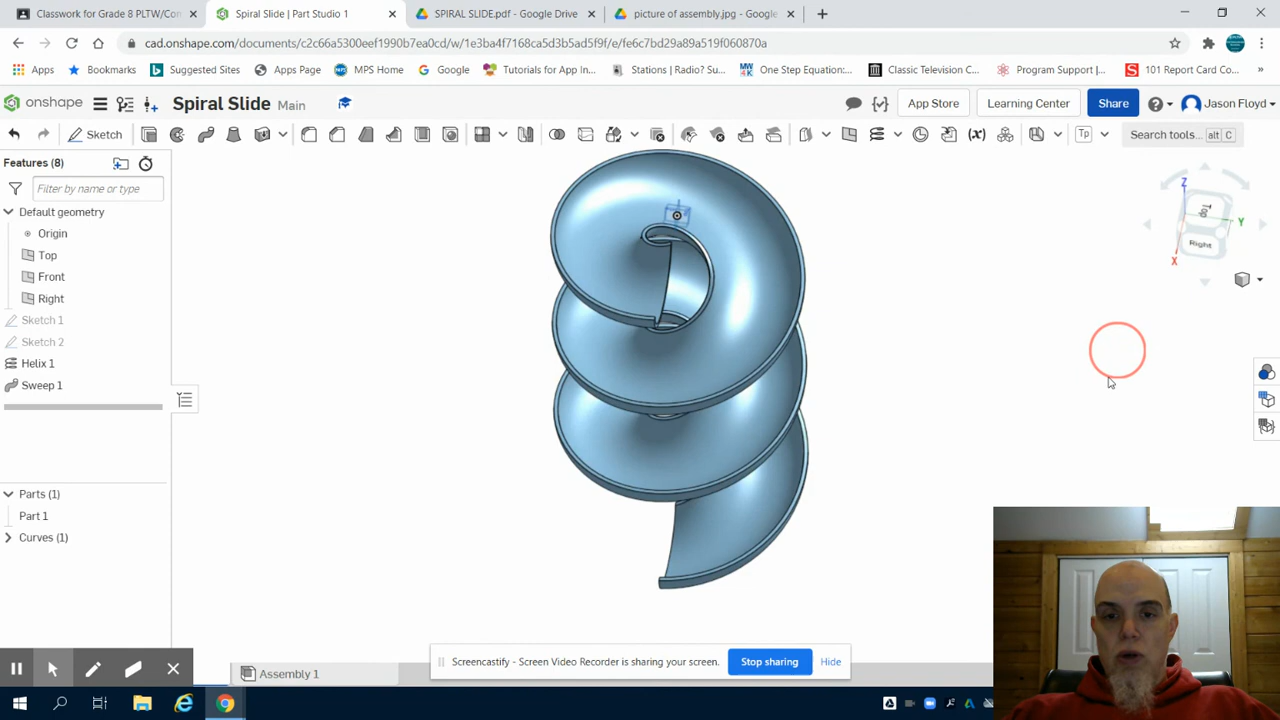 Classwork for Grade 8 PLTW/Con
Spiral Slide | Part Studio 1
SPIRAL SLIDE.pdf - Google Drive
picture of assembly.jpg - Google
cad.onshape.com/documents/c2c66a5300eef1990b7ea0cd/w/1e3ba4f7168ca5d3b5ad5f9f/e/fe6c7bd29a89a519f060870a
Apps
Bookmarks
Suggested Sites
Apps Page
MPS Home
Google
Tutorials for App In...
Stations | Radio? Su...
One Step Equation:...
Classic Television C...
Program Support |...
101 Report Card Co...
onshape
Spiral Slide Main
App Store
Learning Center
Share
Jason Floyd
Sketch
Search tools...
alt C
Features (8)
Filter by name or type
Default geometry
Origin
Top
Front
Right
Sketch 1
Sketch 2
Helix 1
Sweep 1
Z
Top
Y
Right
X
Parts (1)
Part 1
Curves (1)
Screencastify - Screen Video Recorder is sharing your screen.
Stop sharing
Hide
Assembly 1